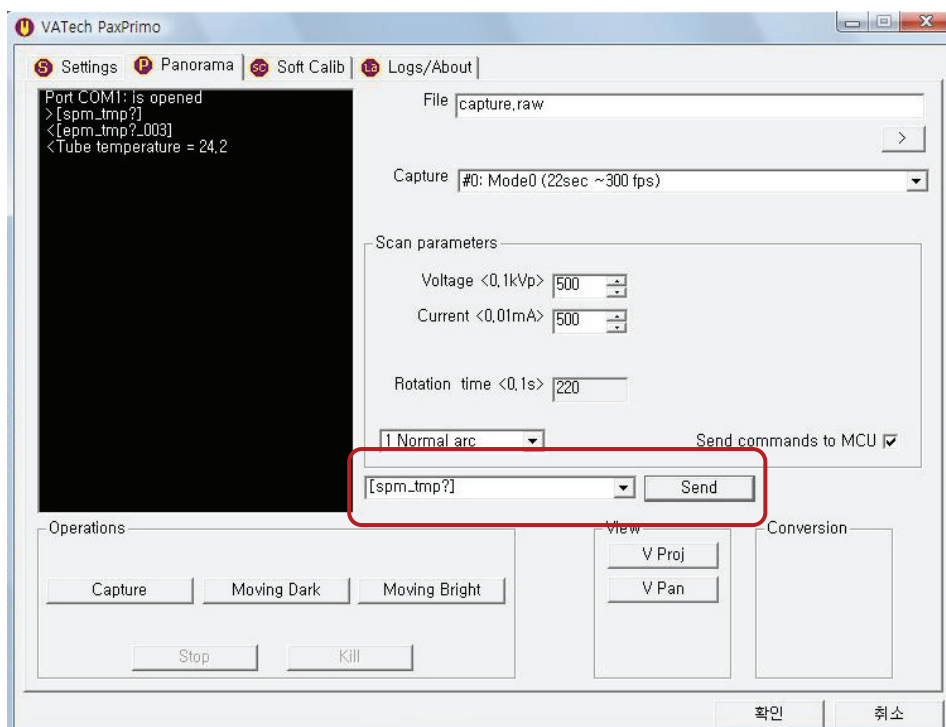 VATech PaxPrimo
Settings Panorama Soft Calib Logs/About
Port COM1: is opened
>[spm_tmp?]
<[epm_tmp?_003]
<Tube temperature = 24,2
File capture,raw
>
Capture #0: Mode0 (22sec ~300 fps)
Scan parameters
Voltage <0,1kVp> 500
Current <0,01mA> 500
Rotation time <0,1s> 220
1 Normal arc Send commands to MCU
[spm_tmp?] Send
Operations View Conversion
V Proj
Capture Moving Dark Moving Bright V Pan
Stop Kill
확인 취소